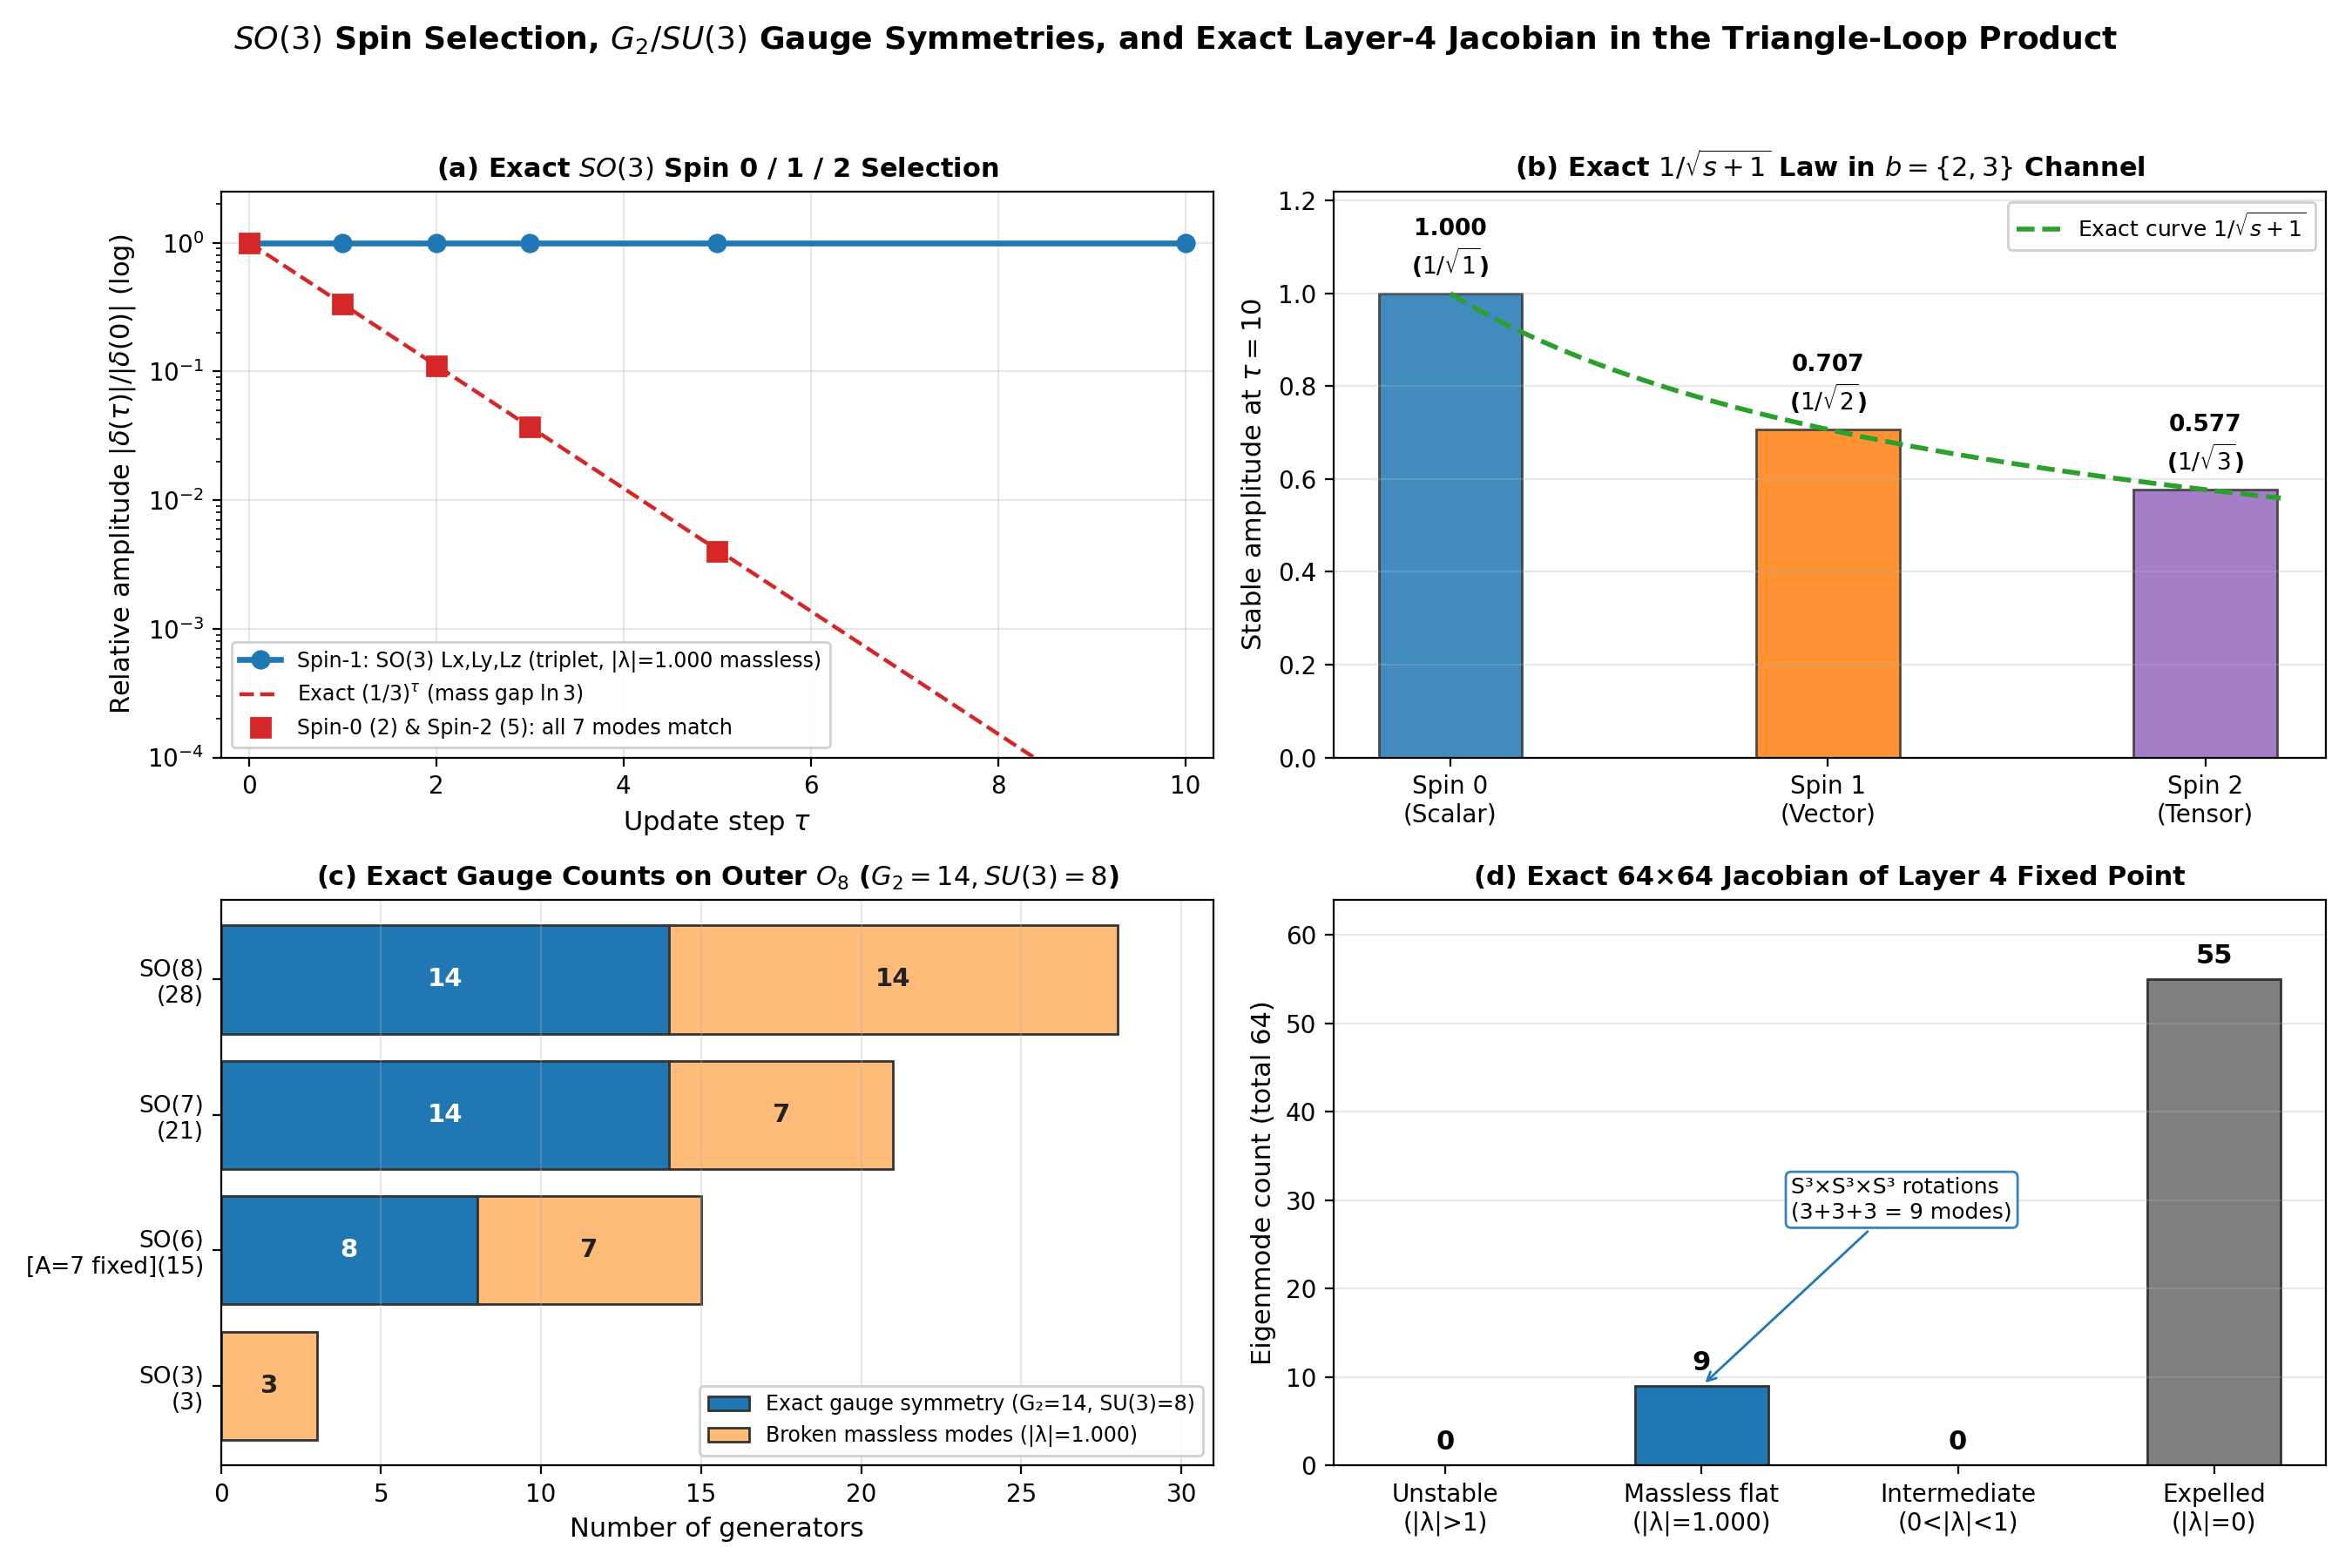 SO(3) Spin Selection, G₂/SU(3) Gauge Symmetries, and Exact Layer-4 Jacobian in the Triangle-Loop Product
(a) Exact SO(3) Spin 0 / 1 / 2 Selection
Relative amplitude |δ(τ)|/|δ(0)| (log)
10⁰
10⁻¹
10⁻²
10⁻³
10⁻⁴
Spin-1: SO(3) Lx,Ly,Lz (triplet, |λ|=1.000 massless)
Exact (1/3)^τ (mass gap ln 3)
Spin-0 (2) & Spin-2 (5): all 7 modes match
0 2 4 6 8 10
Update step τ
(b) Exact 1/√s+1 Law in b = {2, 3} Channel
Stable amplitude at τ = 10
1.2
1.0
0.8
0.6
0.4
0.2
0.0
Exact curve 1/√s+1
1.000
(1/√1)
0.707
(1/√2)
0.577
(1/√3)
Spin 0
(Scalar)
Spin 1
(Vector)
Spin 2
(Tensor)
(c) Exact Gauge Counts on Outer O₈ (G₂ = 14, SU(3) = 8)
SO(8)
(28)
14 14
SO(7)
(21)
14 7
SO(6)
[A=7 fixed](15)
8 7
SO(3)
(3)
3
Exact gauge symmetry (G₂=14, SU(3)=8)
Broken massless modes (|λ|=1.000)
0 5 10 15 20 25 30
Number of generators
(d) Exact 64×64 Jacobian of Layer 4 Fixed Point
Eigenmode count (total 64)
60
50
40
30
20
10
0
55
S³×S³×S³ rotations
(3+3+3 = 9 modes)
9
0
0
Unstable
(|λ|>1)
Massless flat
(|λ|=1.000)
Intermediate
(0<|λ|<1)
Expelled
(|λ|=0)